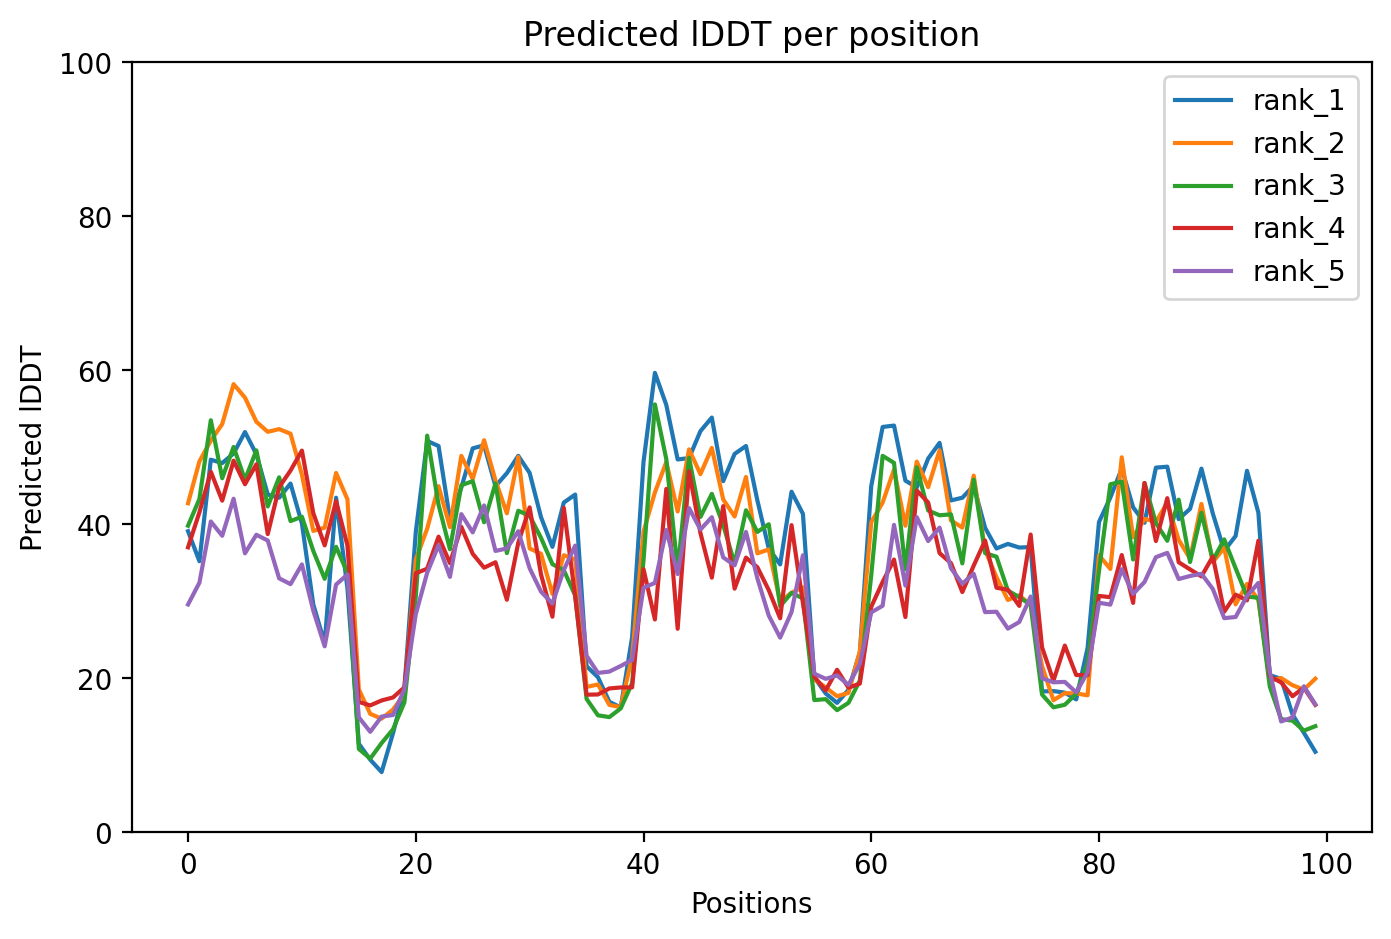 Predicted lDDT per position
100
80
60
40
20
0
Predicted lDDT
0 20 40 60 80 100
Positions
rank_1
rank_2
rank_3
rank_4
rank_5